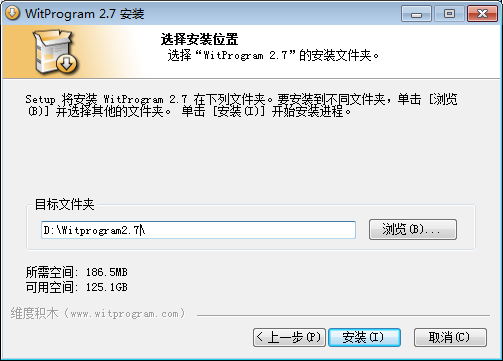 WitProgram 2.7 安装
选择安装位置
选择“WitProgram 2.7”的安装文件夹。
Setup 将安装 WitProgram 2.7 在下列文件夹。要安装到不同文件夹，单击 [浏览
(B)] 并选择其他的文件夹。 单击 [安装(I)] 开始安装进程。
目标文件夹
D:\Witprogram2.7\
浏览(B)...
所需空间: 186.5MB
可用空间: 125.1GB
维度积木（www.witprogram.com）
< 上一步(P)
安装(I)
取消(C)